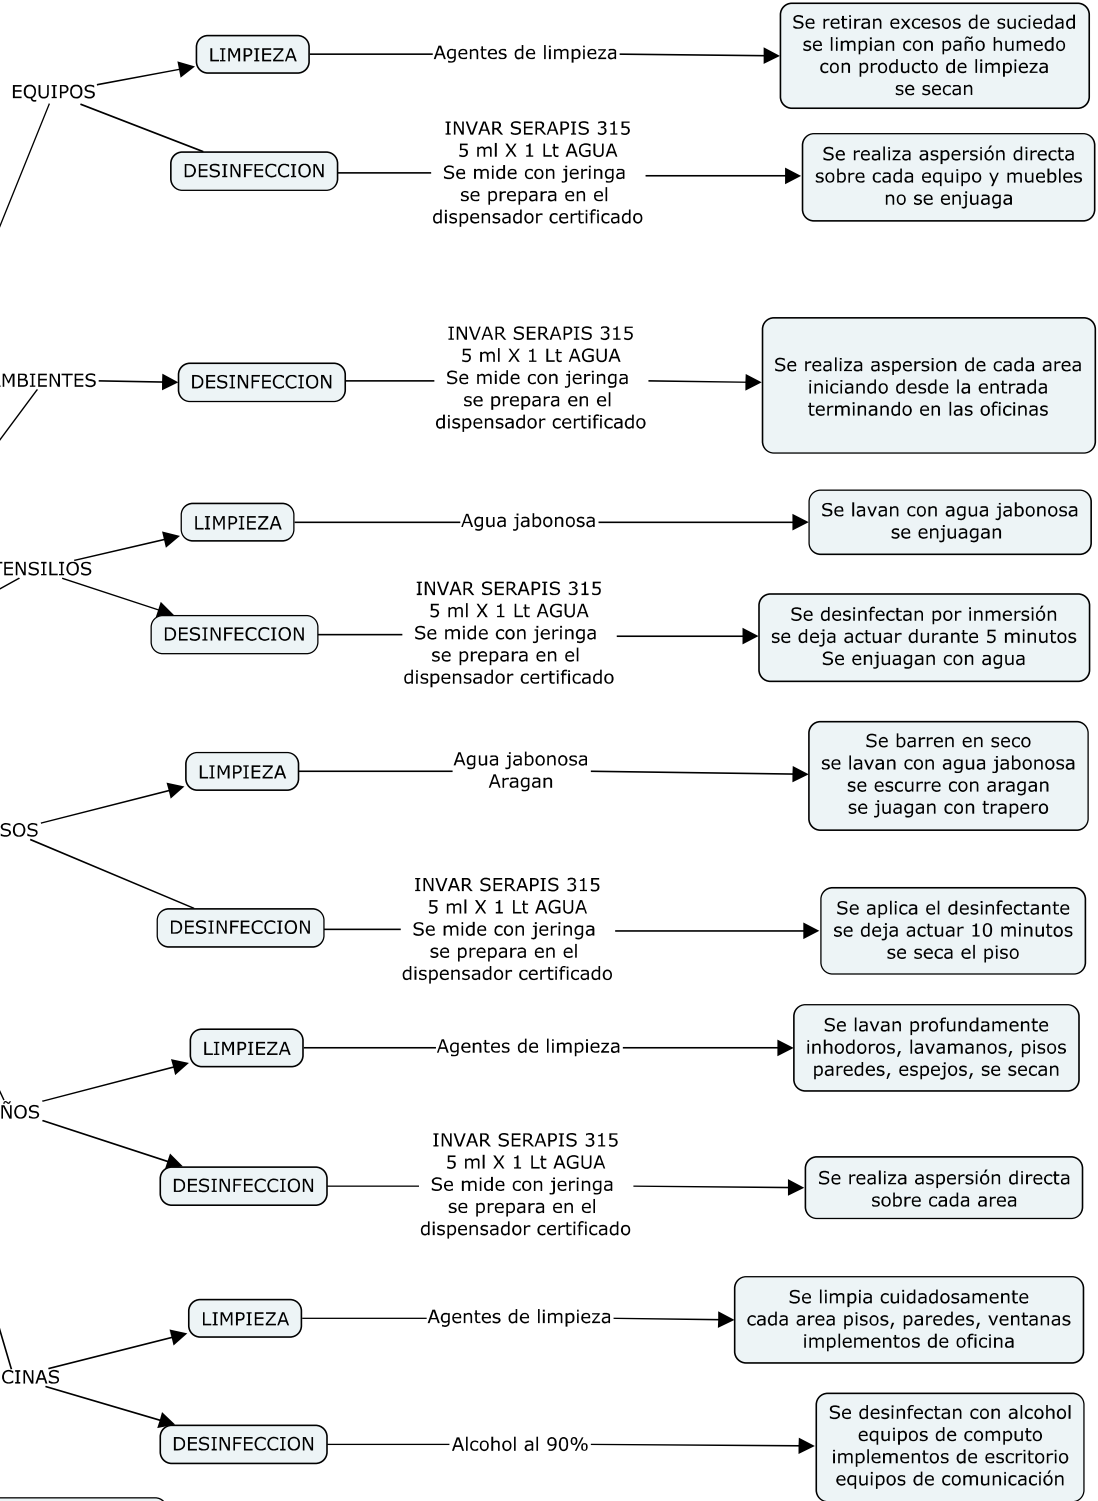 EQUIPOS
LIMPIEZA
Agentes de limpieza
Se retiran excesos de suciedad
se limpian con paño humedo
con producto de limpieza
se secan
DESINFECCION
INVAR SERAPIS 315
5 ml X 1 Lt AGUA
Se mide con jeringa
se prepara en el
dispensador certificado
Se realiza aspersión directa
sobre cada equipo y muebles
no se enjuaga
AMBIENTES
DESINFECCION
INVAR SERAPIS 315
5 ml X 1 Lt AGUA
Se mide con jeringa
se prepara en el
dispensador certificado
Se realiza aspersion de cada area
iniciando desde la entrada
terminando en las oficinas
TENSILIOS
LIMPIEZA
Agua jabonosa
Se lavan con agua jabonosa
se enjuagan
DESINFECCION
INVAR SERAPIS 315
5 ml X 1 Lt AGUA
Se mide con jeringa
se prepara en el
dispensador certificado
Se desinfectan por inmersión
se deja actuar durante 5 minutos
Se enjuagan con agua
SOS
LIMPIEZA
Agua jabonosa
Aragan
Se barren en seco
se lavan con agua jabonosa
se escurre con aragan
se juagan con trapero
DESINFECCION
INVAR SERAPIS 315
5 ml X 1 Lt AGUA
Se mide con jeringa
se prepara en el
dispensador certificado
Se aplica el desinfectante
se deja actuar 10 minutos
se seca el piso
ÑOS
LIMPIEZA
Agentes de limpieza
Se lavan profundamente
inhodoros, lavamanos, pisos
paredes, espejos, se secan
DESINFECCION
INVAR SERAPIS 315
5 ml X 1 Lt AGUA
Se mide con jeringa
se prepara en el
dispensador certificado
Se realiza aspersión directa
sobre cada area
CINAS
LIMPIEZA
Agentes de limpieza
Se limpia cuidadosamente
cada area pisos, paredes, ventanas
implementos de oficina
DESINFECCION
Alcohol al 90%
Se desinfectan con alcohol
equipos de computo
implementos de escritorio
equipos de comunicación